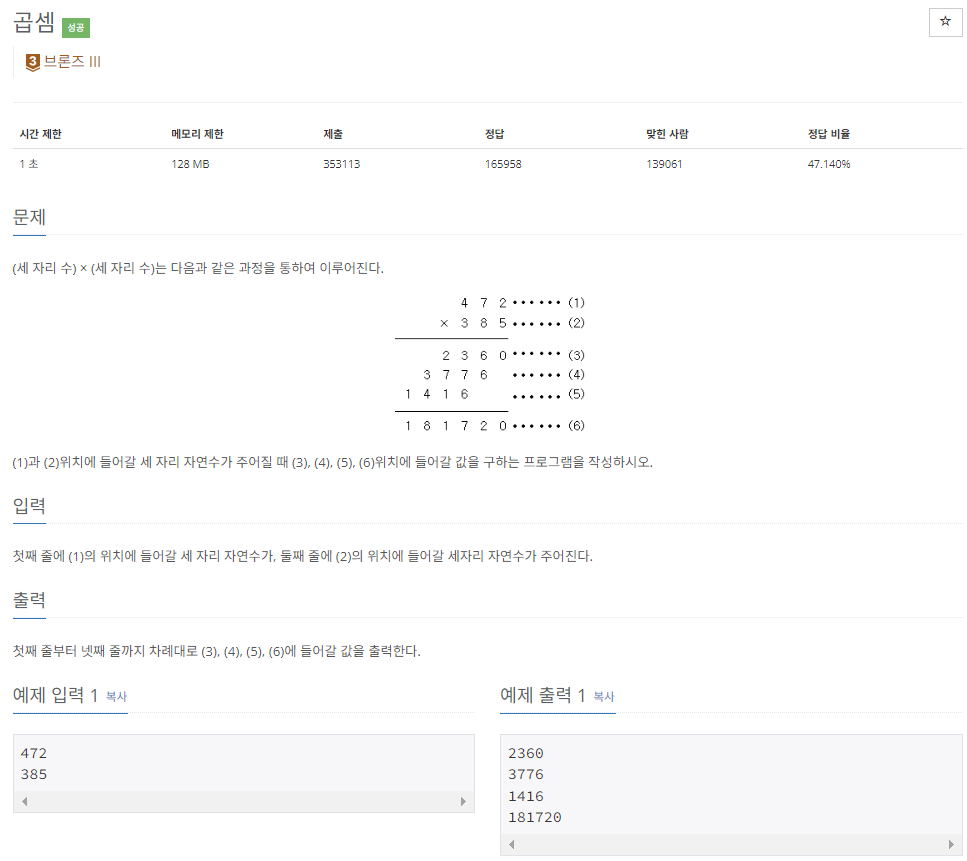 곱셈 성공
☆
3 브론즈 III
시간 제한 메모리 제한 제출 정답 맞힌 사람 정답 비율
1 초 128 MB 353113 165958 139061 47.140%
문제
(세 자리 수) × (세 자리 수)는 다음과 같은 과정을 통하여 이루어진다.
4 7 2 •••••• (1)
× 3 8 5 •••••• (2)
2 3 6 0 •••••• (3)
3 7 7 6 •••••• (4)
1 4 1 6 •••••• (5)
1 8 1 7 2 0 •••••• (6)
(1)과 (2)위치에 들어갈 세 자리 자연수가 주어질 때 (3), (4), (5), (6)위치에 들어갈 값을 구하는 프로그램을 작성하시오.
입력
첫째 줄에 (1)의 위치에 들어갈 세 자리 자연수가, 둘째 줄에 (2)의 위치에 들어갈 세자리 자연수가 주어진다.
출력
첫째 줄부터 넷째 줄까지 차례대로 (3), (4), (5), (6)에 들어갈 값을 출력한다.
예제 입력 1 복사
472
385
예제 출력 1 복사
2360
3776
1416
181720